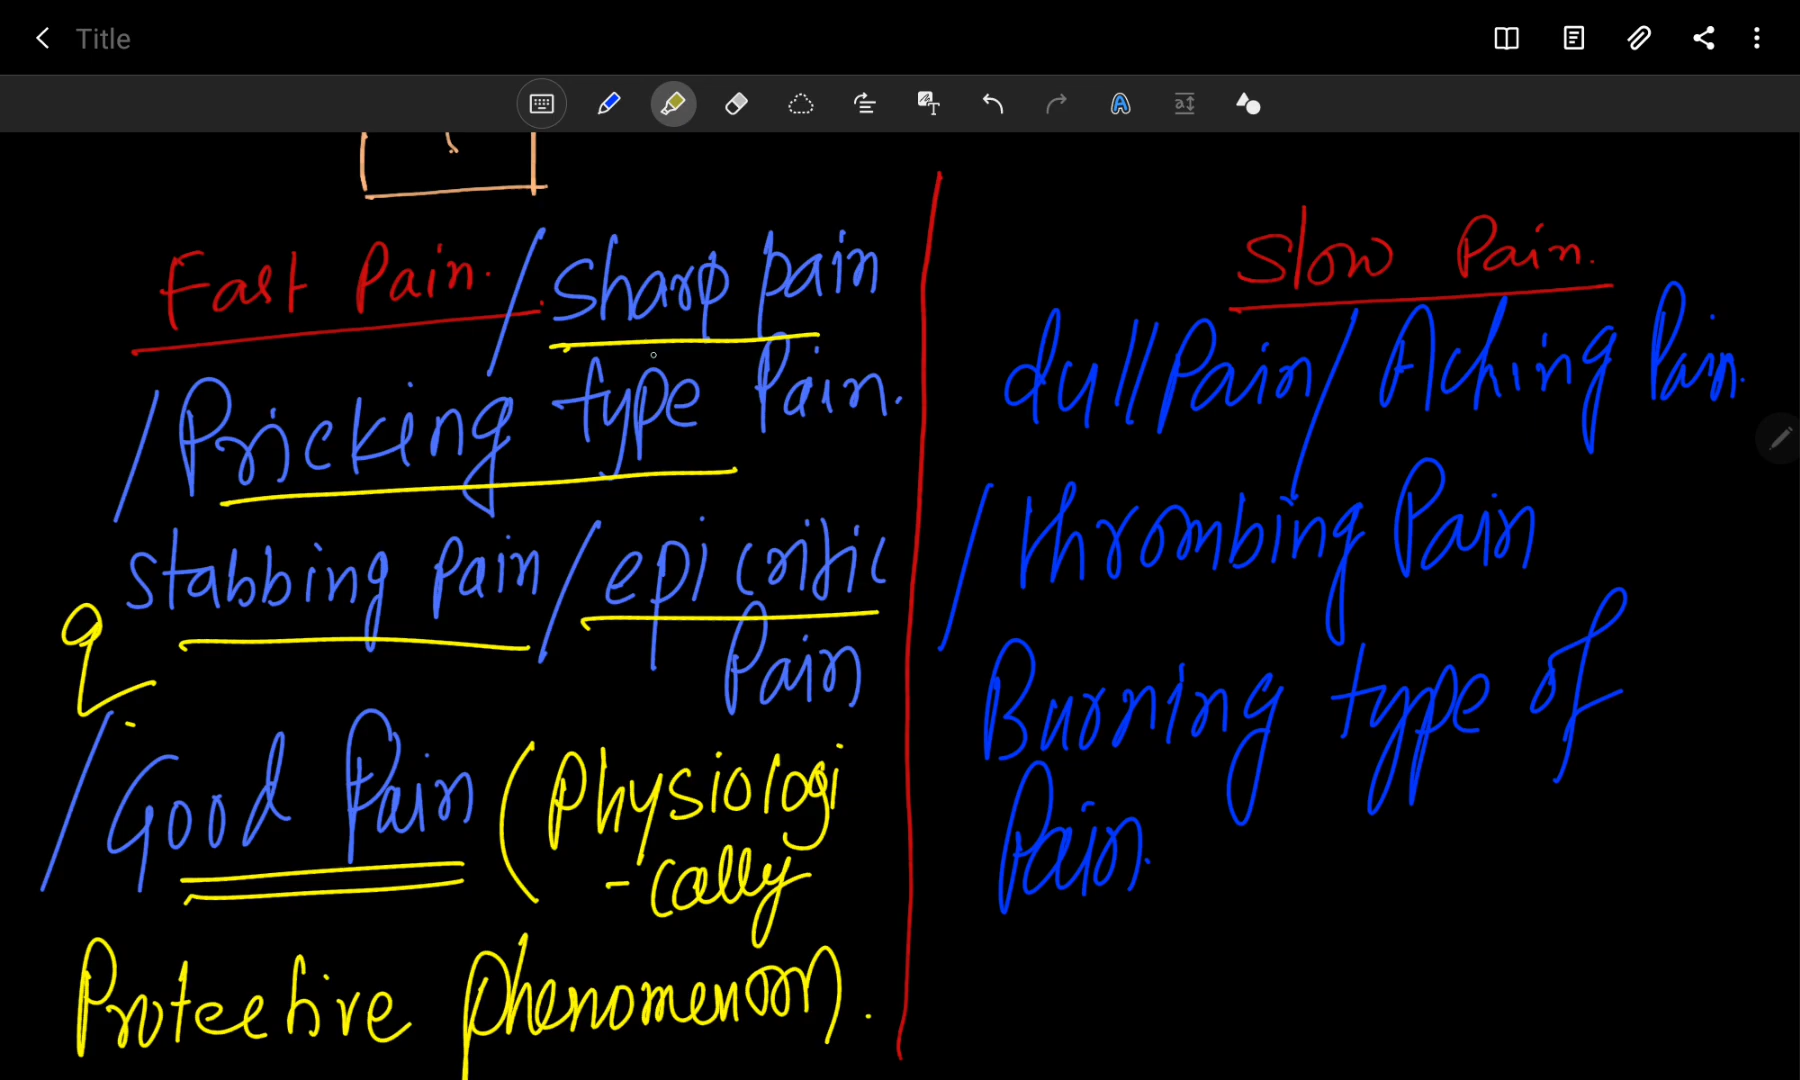 Title
Fast Pain. / Sharp pain
/ Pricking type Pain.
stabbing pain / epicritic
Pain
/ Good Pain (Physiologi
-cally
Protective phenomenon.
Slow Pain.
dull Pain / Aching Pain.
/ thrombing Pain
Burning type of
Pain.